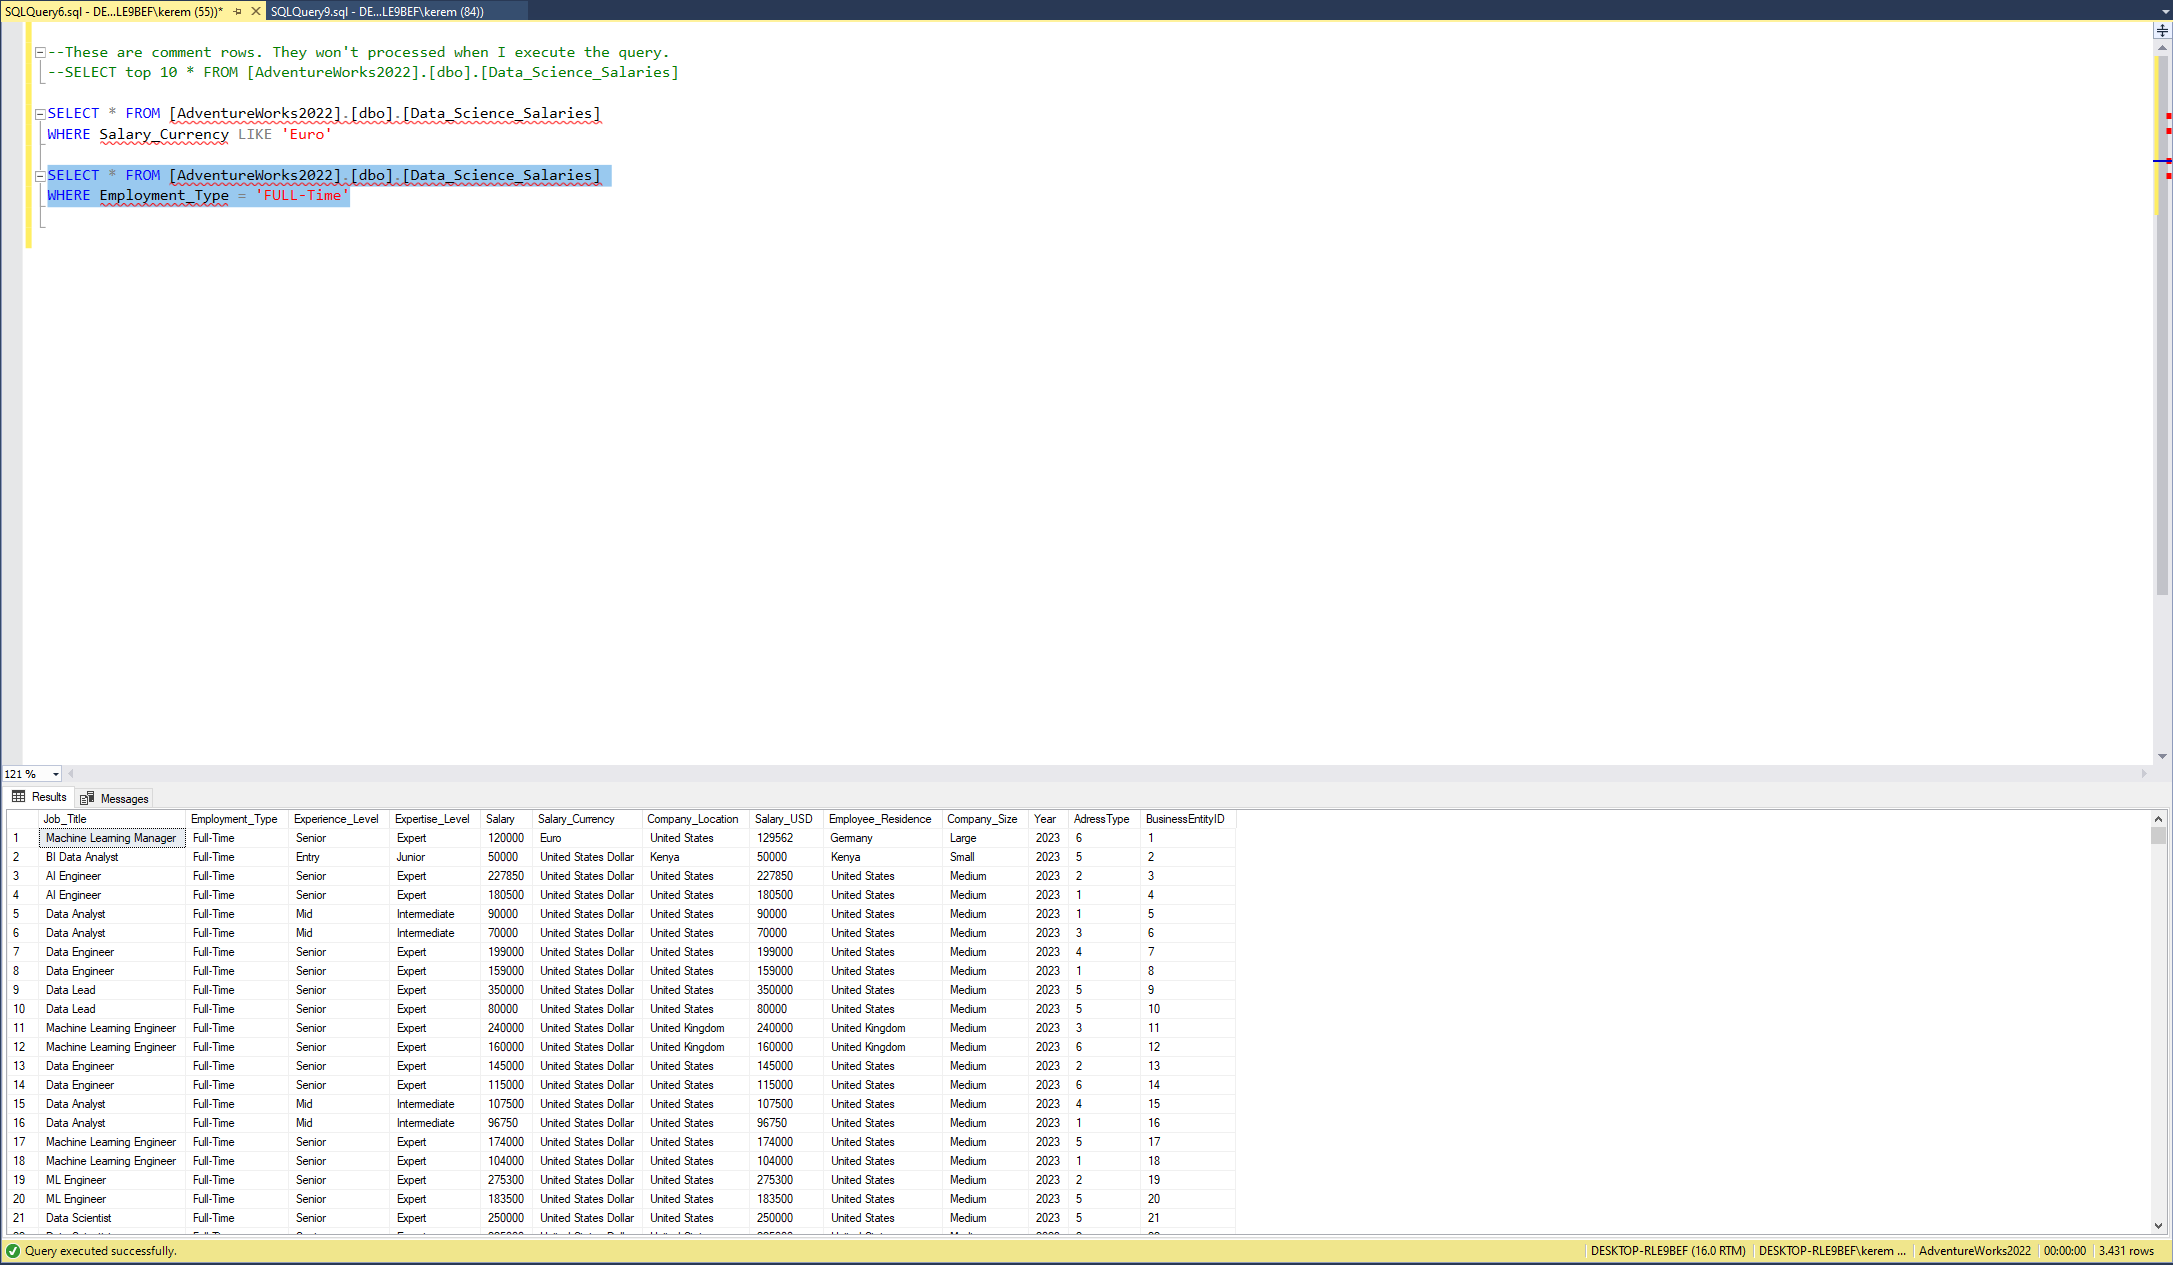 SQLQuery6.sql - DE...LE9BEF\kerem (55))* SQLQuery9.sql - DE...LE9BEF\kerem (84))
--These are comment rows. They won't processed when I execute the query.
--SELECT top 10 * FROM [AdventureWorks2022].[dbo].[Data_Science_Salaries]
SELECT * FROM [AdventureWorks2022].[dbo].[Data_Science_Salaries]
WHERE Salary_Currency LIKE 'Euro'
SELECT * FROM [AdventureWorks2022].[dbo].[Data_Science_Salaries]
WHERE Employment_Type = 'FULL-Time'
121 %
Results Messages
Job_Title Employment_Type Experience_Level Expertise_Level Salary Salary_Currency Company_Location Salary_USD Employee_Residence Company_Size Year AdressType BusinessEntityID
1 Machine Learning Manager Full-Time Senior Expert 120000 Euro United States 129562 Germany Large 2023 6 1
2 BI Data Analyst Full-Time Entry Junior 50000 United States Dollar Kenya 50000 Kenya Small 2023 5 2
3 AI Engineer Full-Time Senior Expert 227850 United States Dollar United States 227850 United States Medium 2023 2 3
4 AI Engineer Full-Time Senior Expert 180500 United States Dollar United States 180500 United States Medium 2023 1 4
5 Data Analyst Full-Time Mid Intermediate 90000 United States Dollar United States 90000 United States Medium 2023 1 5
6 Data Analyst Full-Time Mid Intermediate 70000 United States Dollar United States 70000 United States Medium 2023 3 6
7 Data Engineer Full-Time Senior Expert 199000 United States Dollar United States 199000 United States Medium 2023 4 7
8 Data Engineer Full-Time Senior Expert 159000 United States Dollar United States 159000 United States Medium 2023 1 8
9 Data Lead Full-Time Senior Expert 350000 United States Dollar United States 350000 United States Medium 2023 5 9
10 Data Lead Full-Time Senior Expert 80000 United States Dollar United States 80000 United States Medium 2023 5 10
11 Machine Learning Engineer Full-Time Senior Expert 240000 United States Dollar United Kingdom 240000 United Kingdom Medium 2023 3 11
12 Machine Learning Engineer Full-Time Senior Expert 160000 United States Dollar United Kingdom 160000 United Kingdom Medium 2023 6 12
13 Data Engineer Full-Time Senior Expert 145000 United States Dollar United States 145000 United States Medium 2023 2 13
14 Data Engineer Full-Time Senior Expert 115000 United States Dollar United States 115000 United States Medium 2023 6 14
15 Data Analyst Full-Time Mid Intermediate 107500 United States Dollar United States 107500 United States Medium 2023 4 15
16 Data Analyst Full-Time Mid Intermediate 96750 United States Dollar United States 96750 United States Medium 2023 1 16
17 Machine Learning Engineer Full-Time Senior Expert 174000 United States Dollar United States 174000 United States Medium 2023 5 17
18 Machine Learning Engineer Full-Time Senior Expert 104000 United States Dollar United States 104000 United States Medium 2023 1 18
19 ML Engineer Full-Time Senior Expert 275300 United States Dollar United States 275300 United States Medium 2023 2 19
20 ML Engineer Full-Time Senior Expert 183500 United States Dollar United States 183500 United States Medium 2023 5 20
21 Data Scientist Full-Time Senior Expert 250000 United States Dollar United States 250000 United States Medium 2023 5 21
Query executed successfully. DESKTOP-RLE9BEF (16.0 RTM) DESKTOP-RLE9BEF\kerem ... AdventureWorks2022 00:00:00 3.431 rows